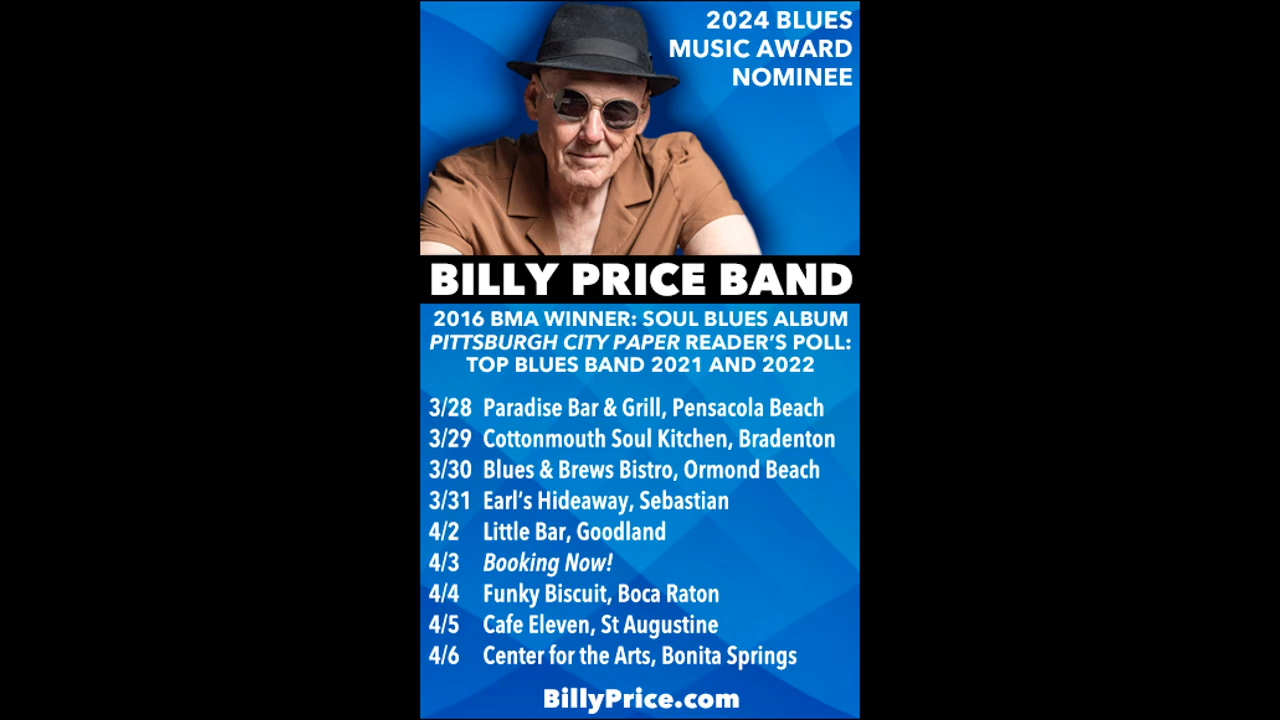 2024 BLUES
MUSIC AWARD
NOMINEE
BILLY PRICE BAND
2016 BMA WINNER: SOUL BLUES ALBUM
PITTSBURGH CITY PAPER READER'S POLL:
TOP BLUES BAND 2021 AND 2022
3/28 Paradise Bar & Grill, Pensacola Beach
3/29 Cottonmouth Soul Kitchen, Bradenton
3/30 Blues & Brews Bistro, Ormond Beach
3/31 Earl's Hideaway, Sebastian
4/2 Little Bar, Goodland
4/3 Booking Now!
4/4 Funky Biscuit, Boca Raton
4/5 Cafe Eleven, St Augustine
4/6 Center for the Arts, Bonita Springs
BillyPrice.com